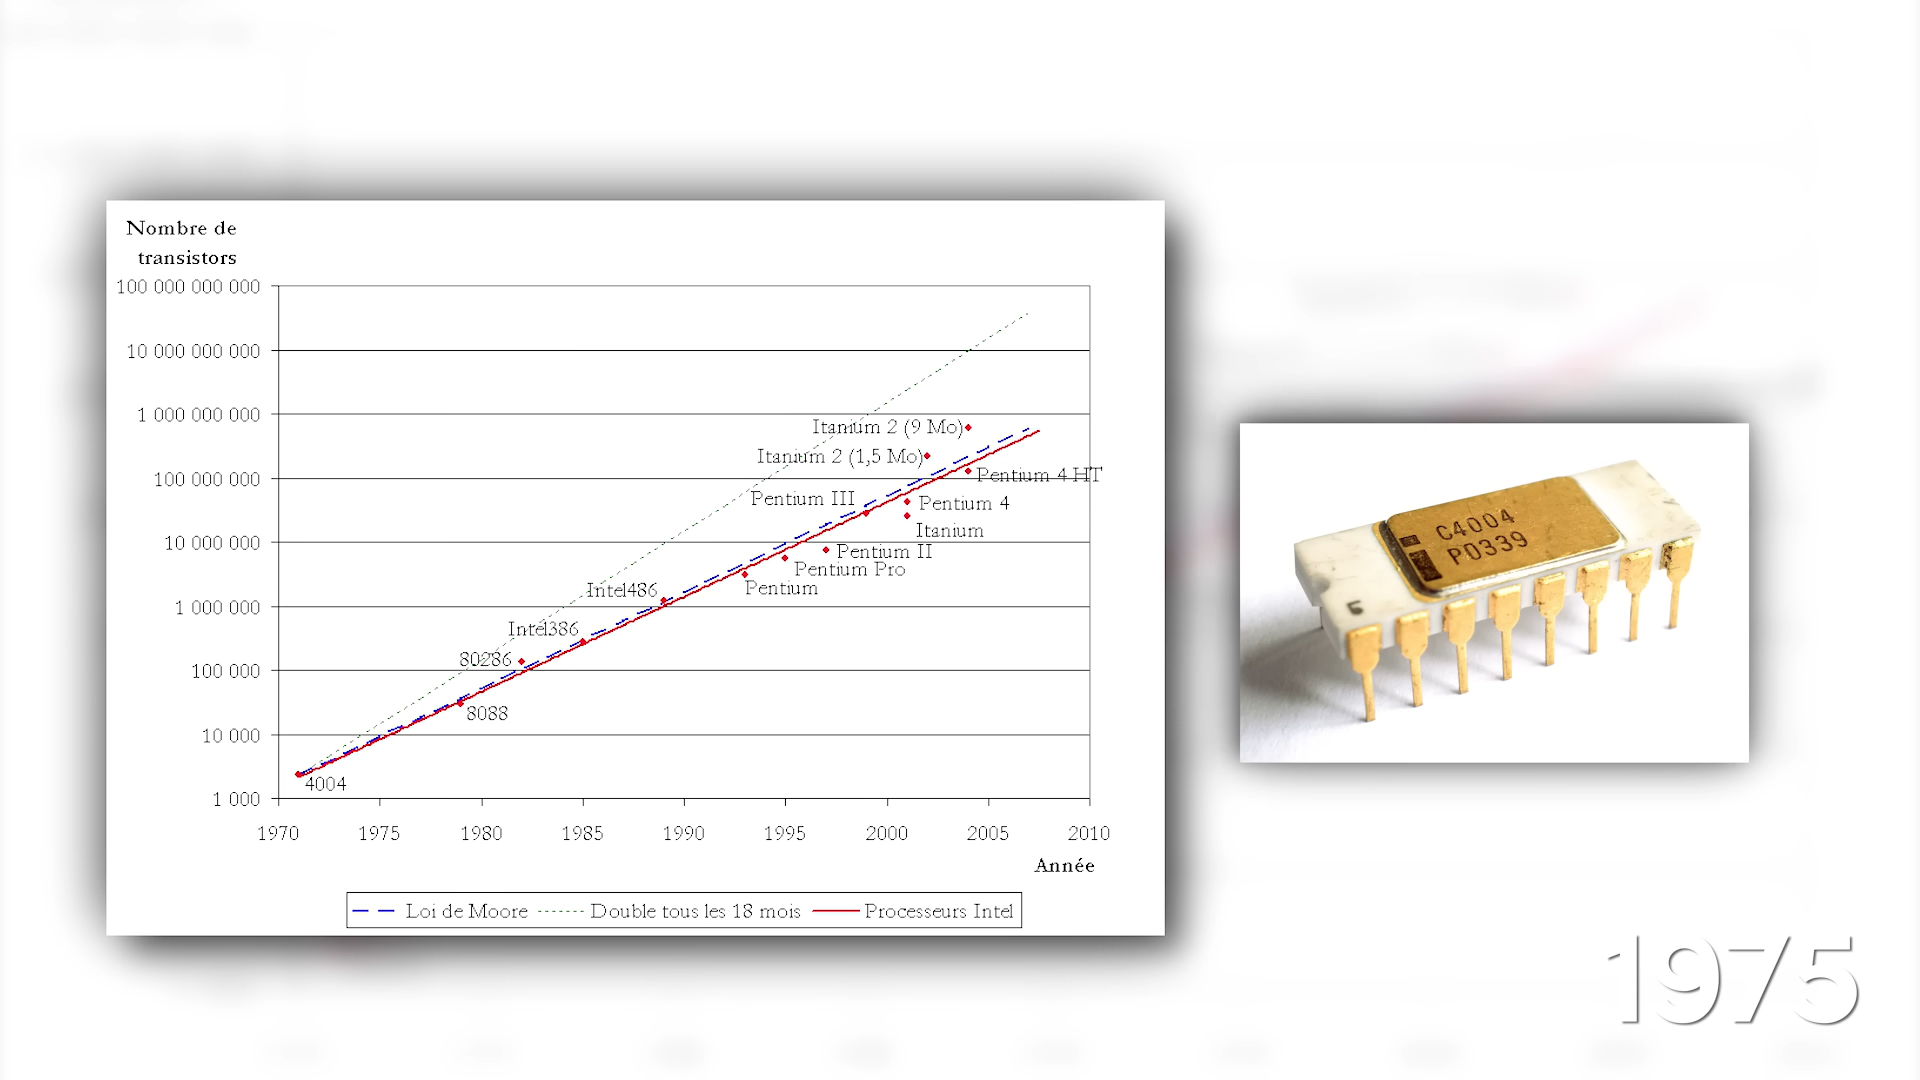 Nombre de
transistors
100 000 000 000
10 000 000 000
1 000 000 000
100 000 000
10 000 000
1 000 000
100 000
10 000
1 000
Itanium 2 (9 Mo)
Itanium 2 (1,5 Mo)
Pentium 4 HT
Pentium III
Pentium 4
Itanium
Pentium II
Pentium Pro
Pentium
Intel486
Intel386
80286
8088
4004
1970 1975 1980 1985 1990 1995 2000 2005 2010
Année
Loi de Moore Double tous les 18 mois Processeurs Intel
C4004
P0339
1975